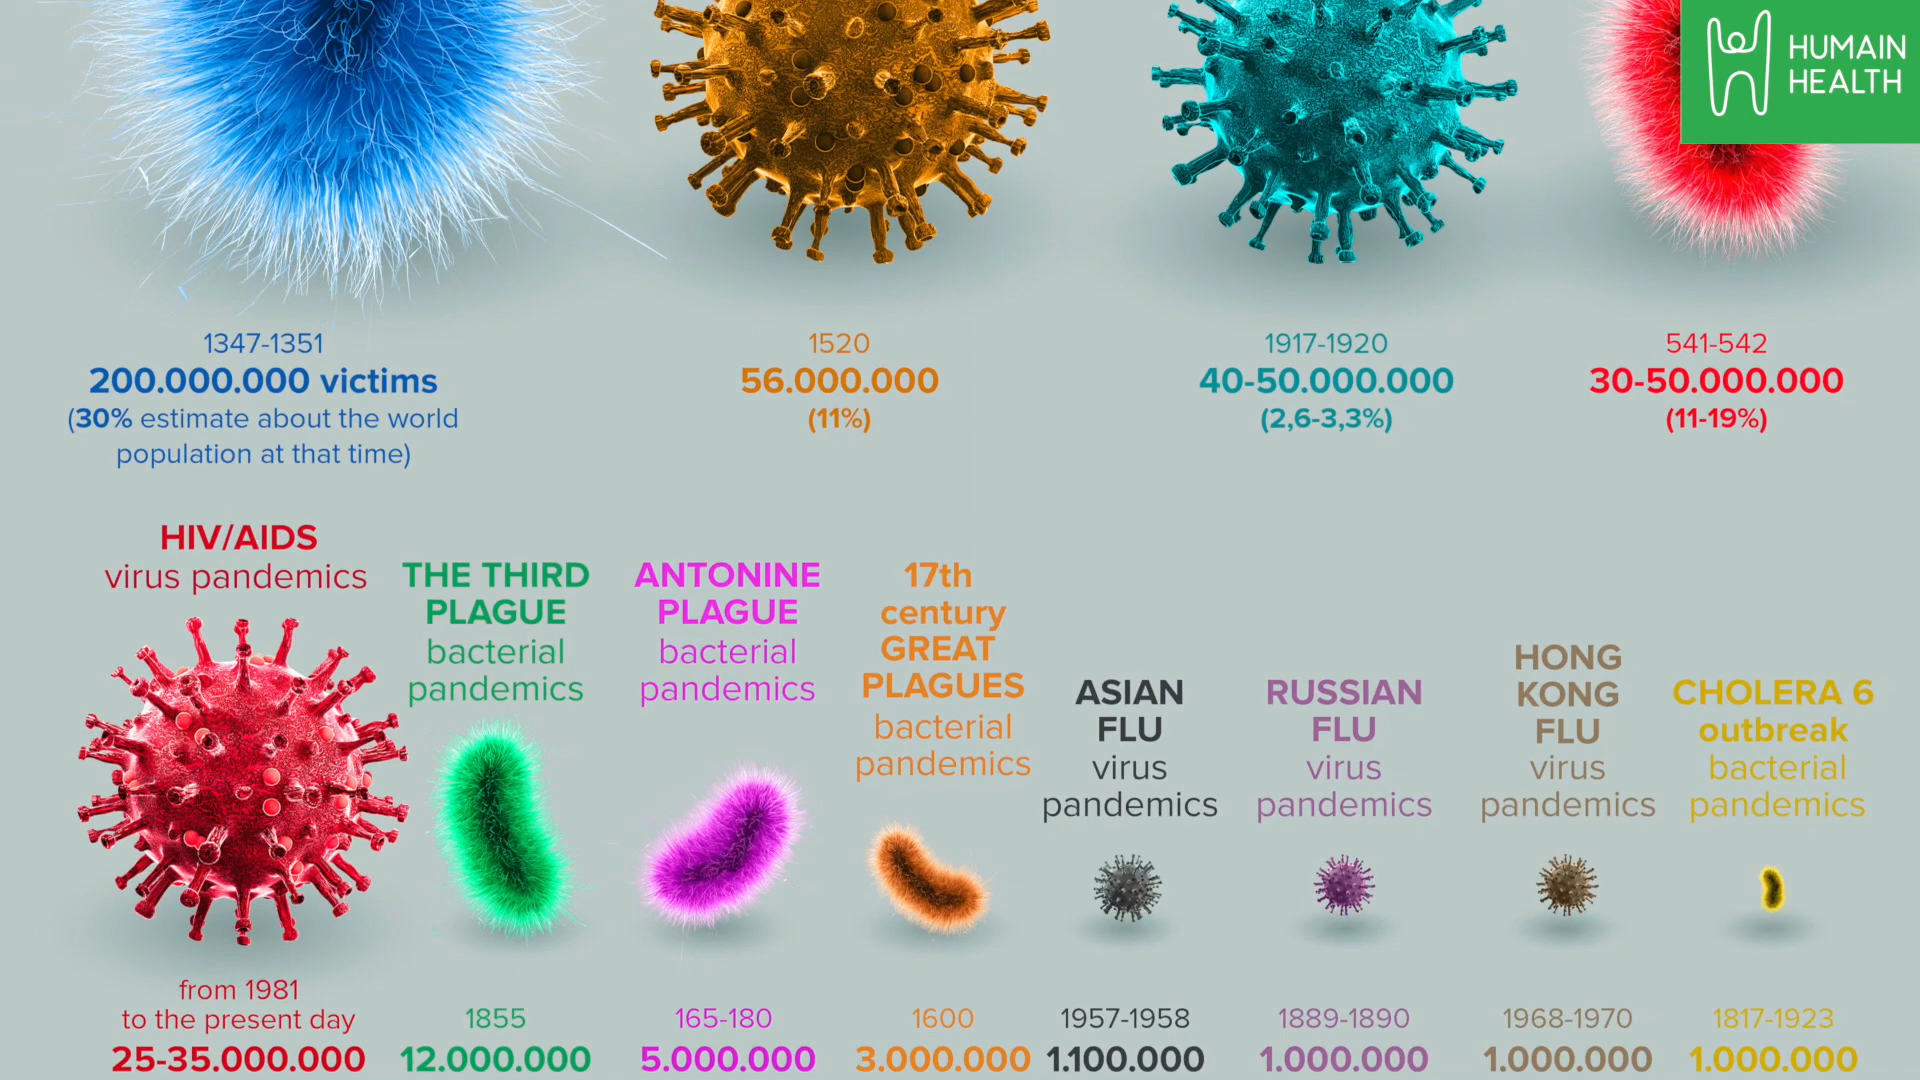 HUMAIN
HEALTH
1347-1351
200.000.000 victims
(30% estimate about the world
population at that time)
1520
56.000.000
(11%)
1917-1920
40-50.000.000
(2,6-3,3%)
541-542
30-50.000.000
(11-19%)
HIV/AIDS
virus pandemics
from 1981
to the present day
25-35.000.000
THE THIRD
PLAGUE
bacterial
pandemics
1855
12.000.000
ANTONINE
PLAGUE
bacterial
pandemics
165-180
5.000.000
17th
century
GREAT
PLAGUES
bacterial
pandemics
1600
3.000.000
ASIAN
FLU
virus
pandemics
1957-1958
1.100.000
RUSSIAN
FLU
virus
pandemics
1889-1890
1.000.000
HONG
KONG
FLU
virus
pandemics
1968-1970
1.000.000
CHOLERA 6
outbreak
bacterial
pandemics
1817-1923
1.000.000